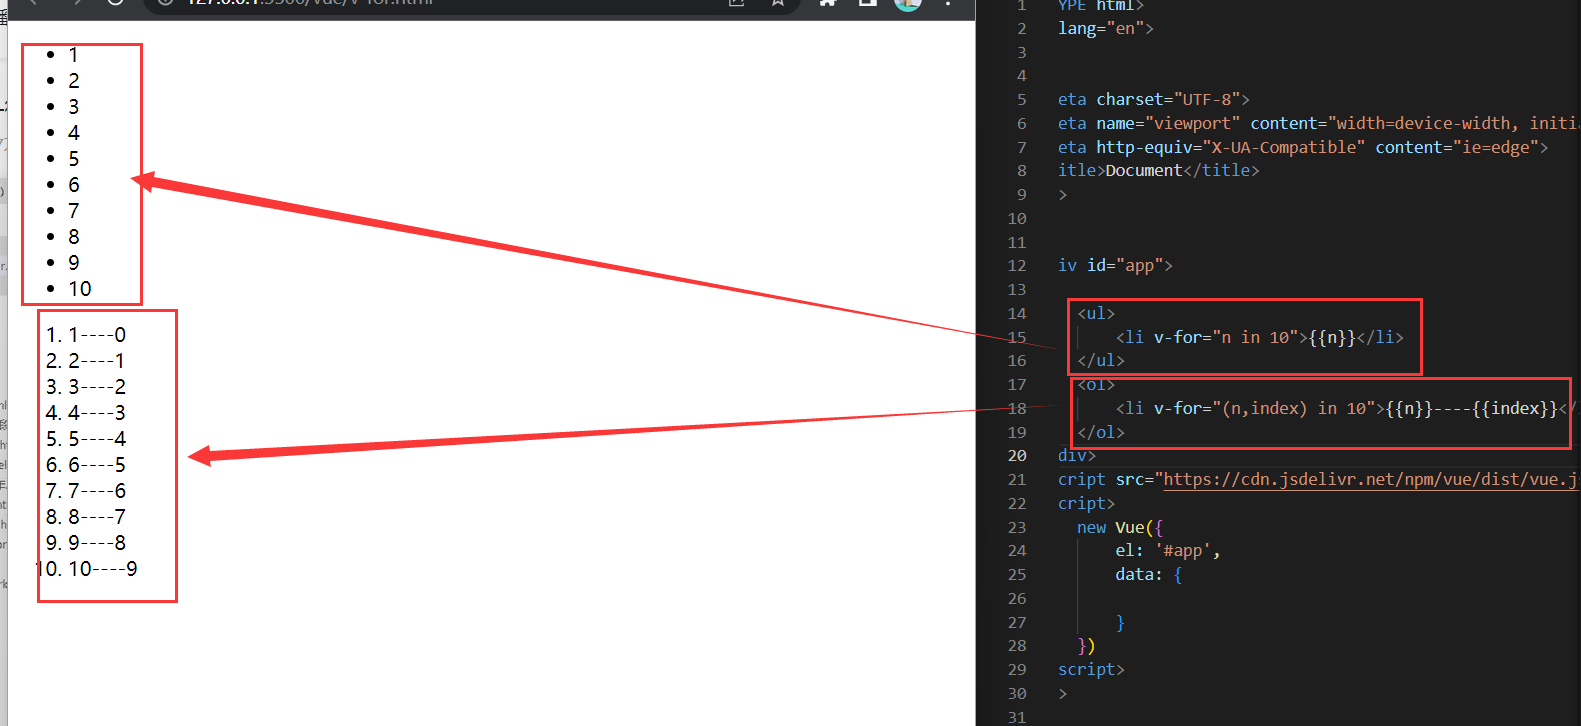 127.0.0.1:5500/vue/v-for.html
• 1
• 2
• 3
• 4
• 5
• 6
• 7
• 8
• 9
• 10
1. 1----0
2. 2----1
3. 3----2
4. 4----3
5. 5----4
6. 6----5
7. 7----6
8. 8----7
9. 9----8
10. 10----9
1 YPE html>
2 lang="en">
3
4
5 eta charset="UTF-8">
6 eta name="viewport" content="width=device-width, initia
7 eta http-equiv="X-UA-Compatible" content="ie=edge">
8 itle>Document</title>
9 >
10
11
12 iv id="app">
13
14 <ul>
15 <li v-for="n in 10">{{n}}</li>
16 </ul>
17 <ol>
18 <li v-for="(n,index) in 10">{{n}}----{{index}}</
19 </ol>
20 div>
21 cript src="https://cdn.jsdelivr.net/npm/vue/dist/vue.js
22 cript>
23 new Vue({
24 el: '#app',
25 data: {
26
27 }
28 })
29 script>
30 >
31